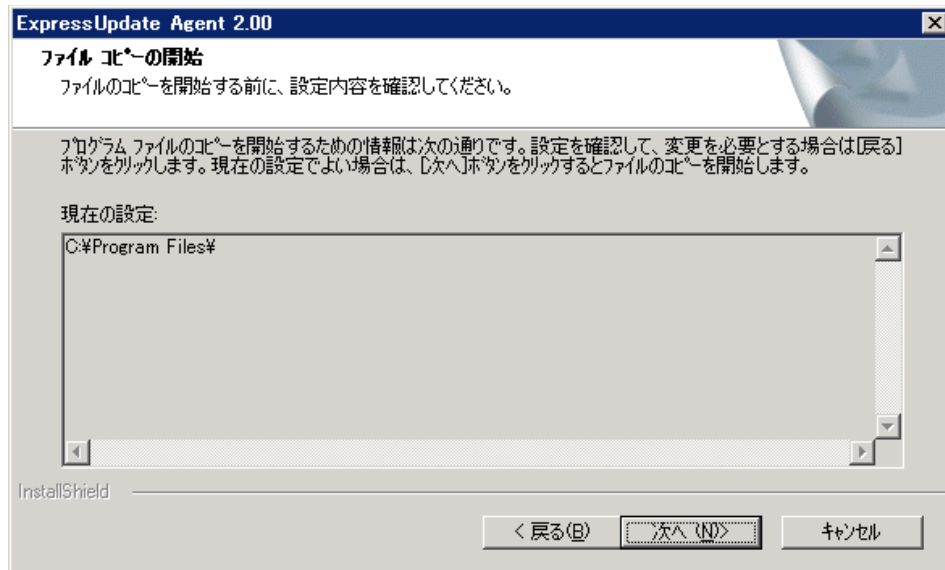 ExpressUpdate Agent 2.00
ファイル コピーの開始
ファイルのコピーを開始する前に、設定内容を確認してください。
プログラム ファイルのコピーを開始するための情報は次の通りです。設定を確認して、変更を必要とする場合は[戻る]
ボタンをクリックします。現在の設定でよい場合は、[次へ]ボタンをクリックするとファイルのコピーを開始します。
現在の設定:
C:¥Program Files¥
InstallShield
< 戻る(B)
次へ (N)>
キャンセル